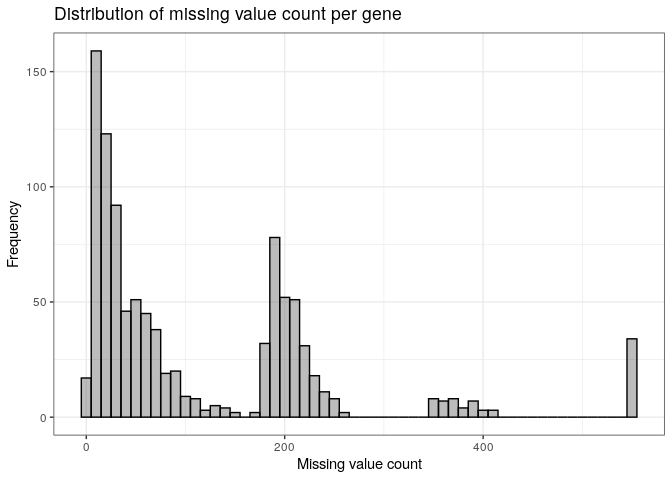 Distribution of missing value count per gene
150
100
50
0
Frequency
0
200
400
Missing value count